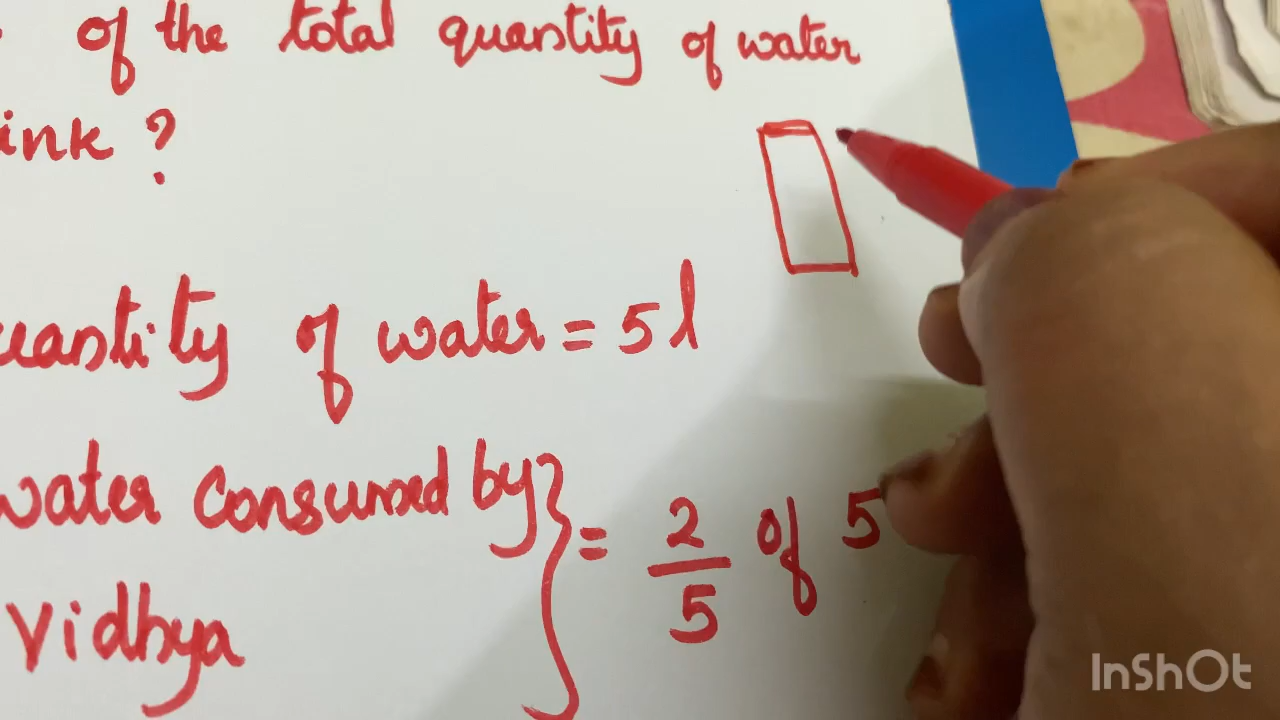 of the total quantity of water
ink ?
uantity of water = 5 l
water Consumed by
= 2/5 of 5
Vidhya
InShOt